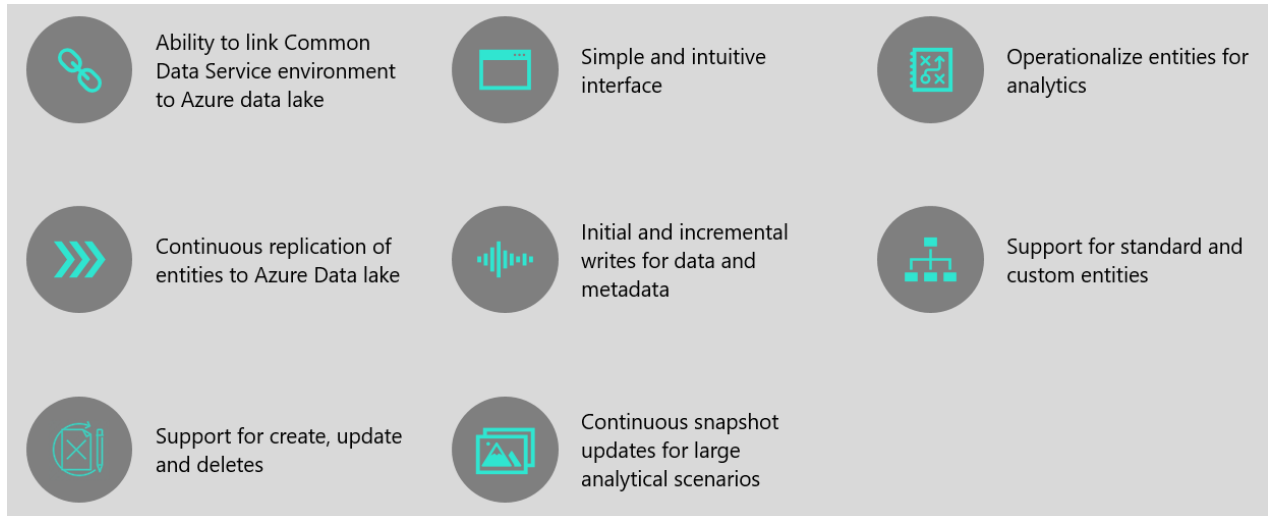 Ability to link Common
Data Service environment
to Azure data lake
Simple and intuitive
interface
Operationalize entities for
analytics
Continuous replication of
entities to Azure Data lake
Initial and incremental
writes for data and
metadata
Support for standard and
custom entities
Support for create, update
and deletes
Continuous snapshot
updates for large
analytical scenarios